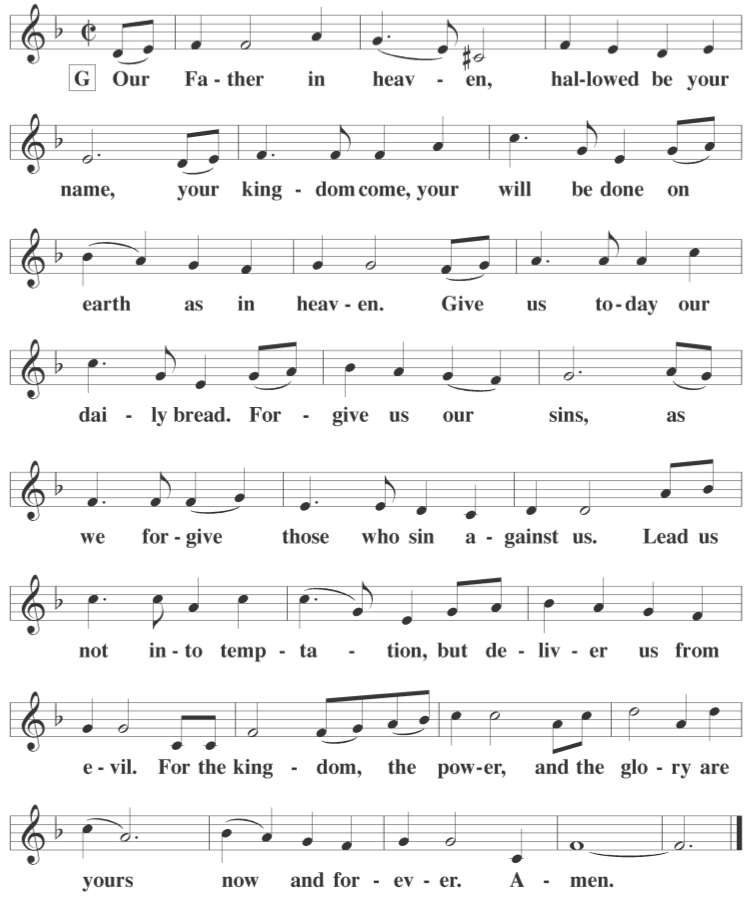 G Our Fa - ther in heav - en, hal-lowed be your
name, your king - dom come, your will be done on
earth as in heav - en. Give us to - day our
dai - ly bread. For - give us our sins, as
we for - give those who sin a - gainst us. Lead us
not in - to temp - ta - tion, but de - liv - er us from
e - vil. For the king - dom, the pow - er, and the glo - ry are
yours now and for - ev - er. A - men.